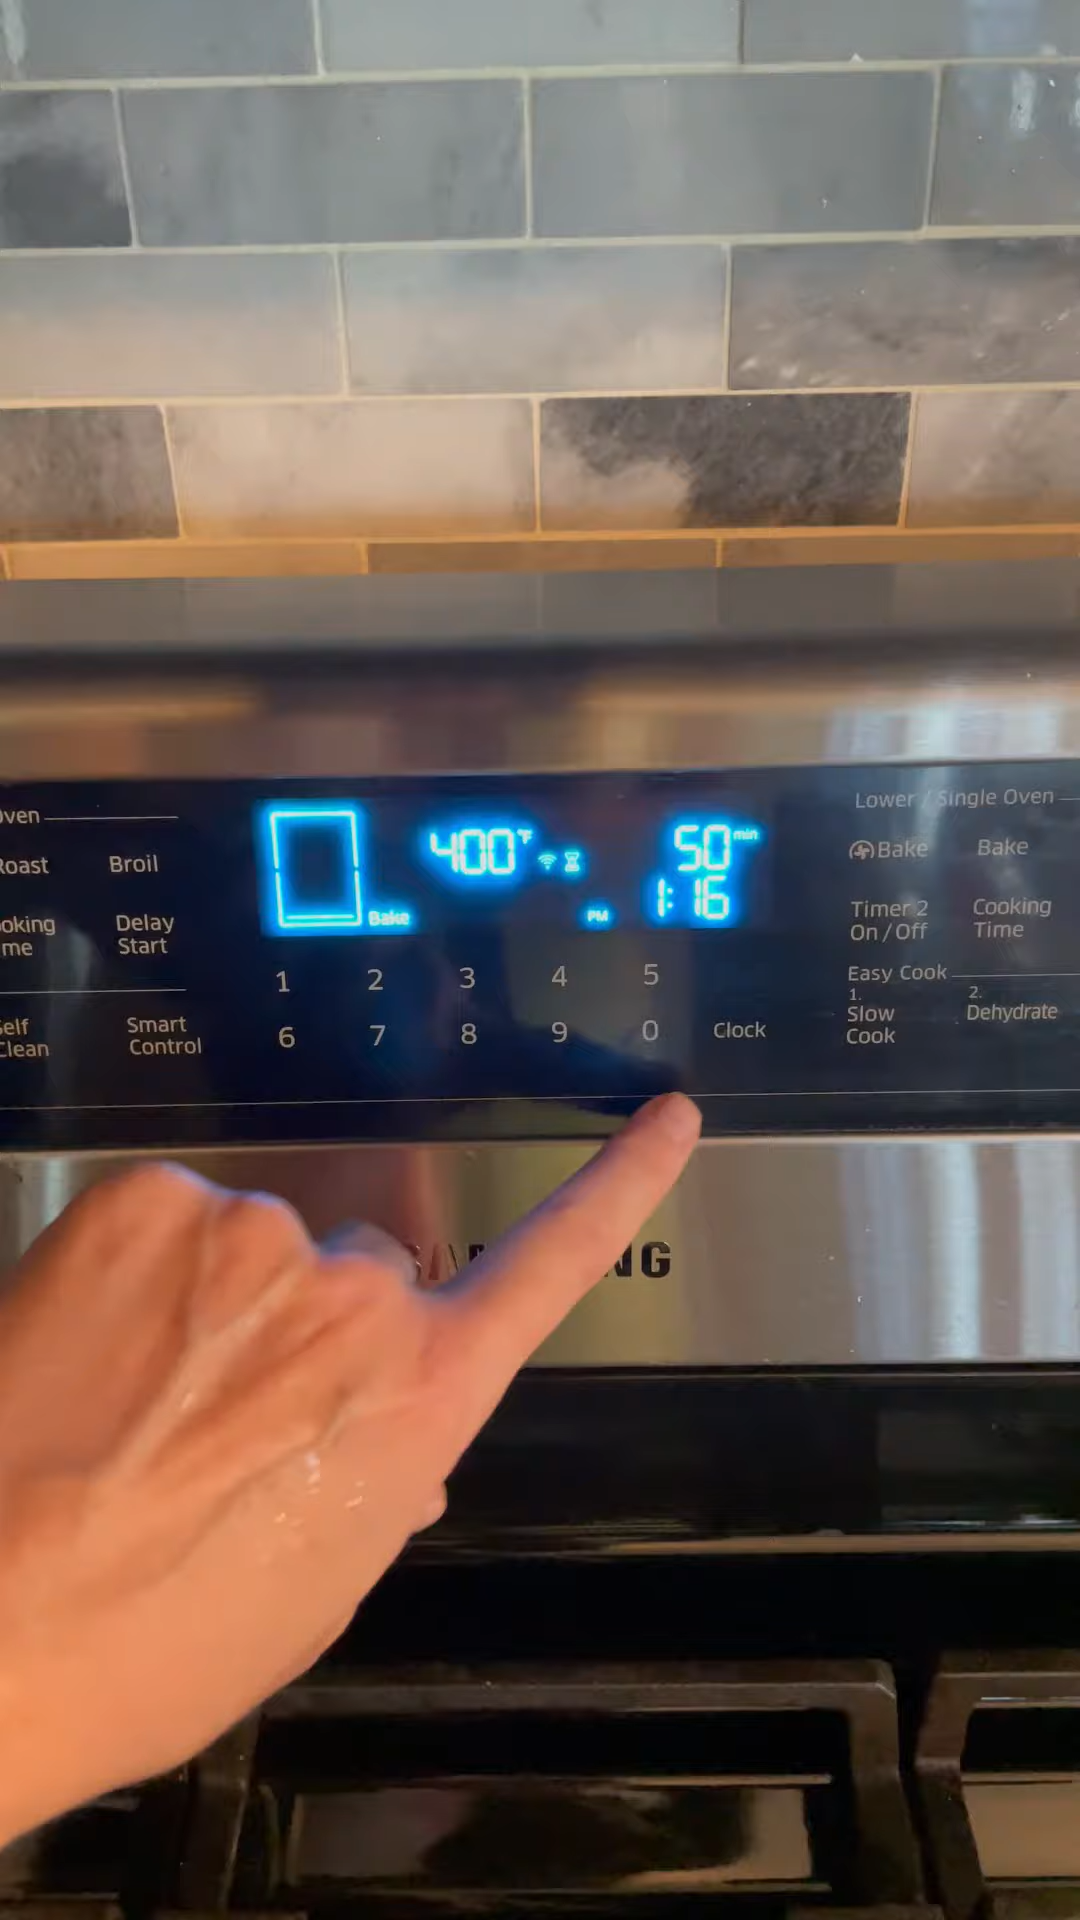 Oven
Roast Broil
Delay
Start
Self
Clean
Smart
Control
400°F
50 min
Bake
PM 1:16
1 2 3 4 5
6 7 8 9 0 Clock
Lower / Single Oven
Bake Bake
Timer 2
On / Off
Cooking
Time
Easy Cook
1.
Slow
Cook
2.
Dehydrate